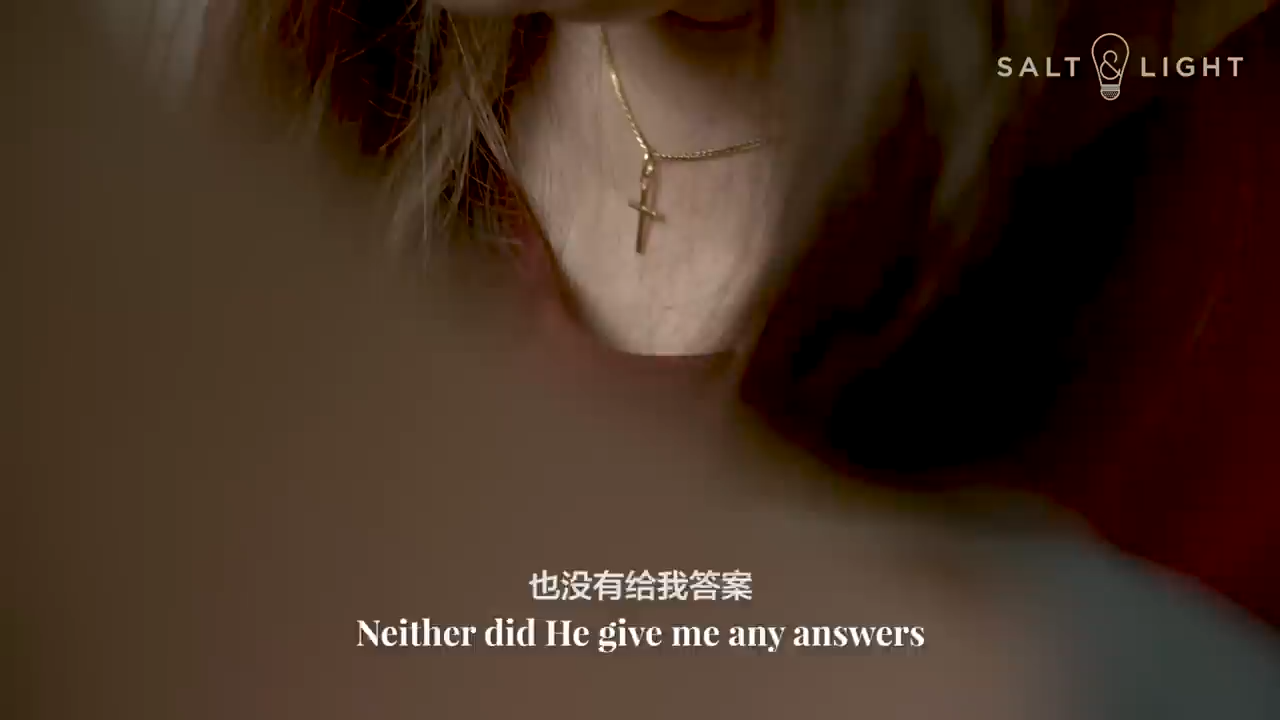 SALT & LIGHT
也没有给我答案
Neither did He give me any answers